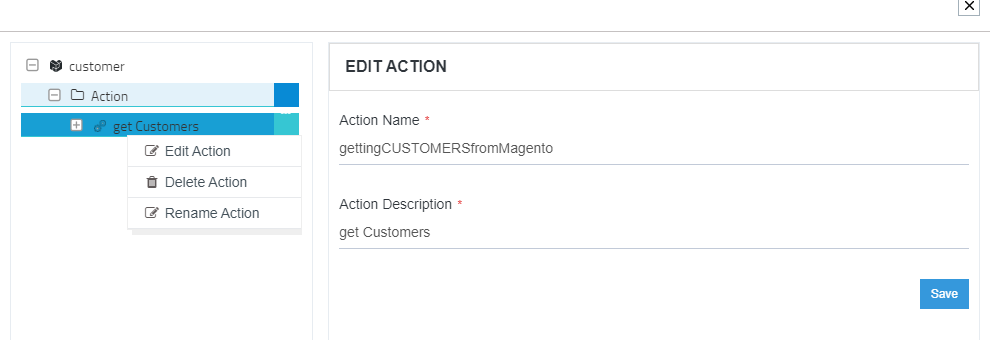 customer
Action
get Customers
Edit Action
Delete Action
Rename Action
EDIT ACTION
Action Name *
gettingCUSTOMERSfromMagento
Action Description *
get Customers
Save